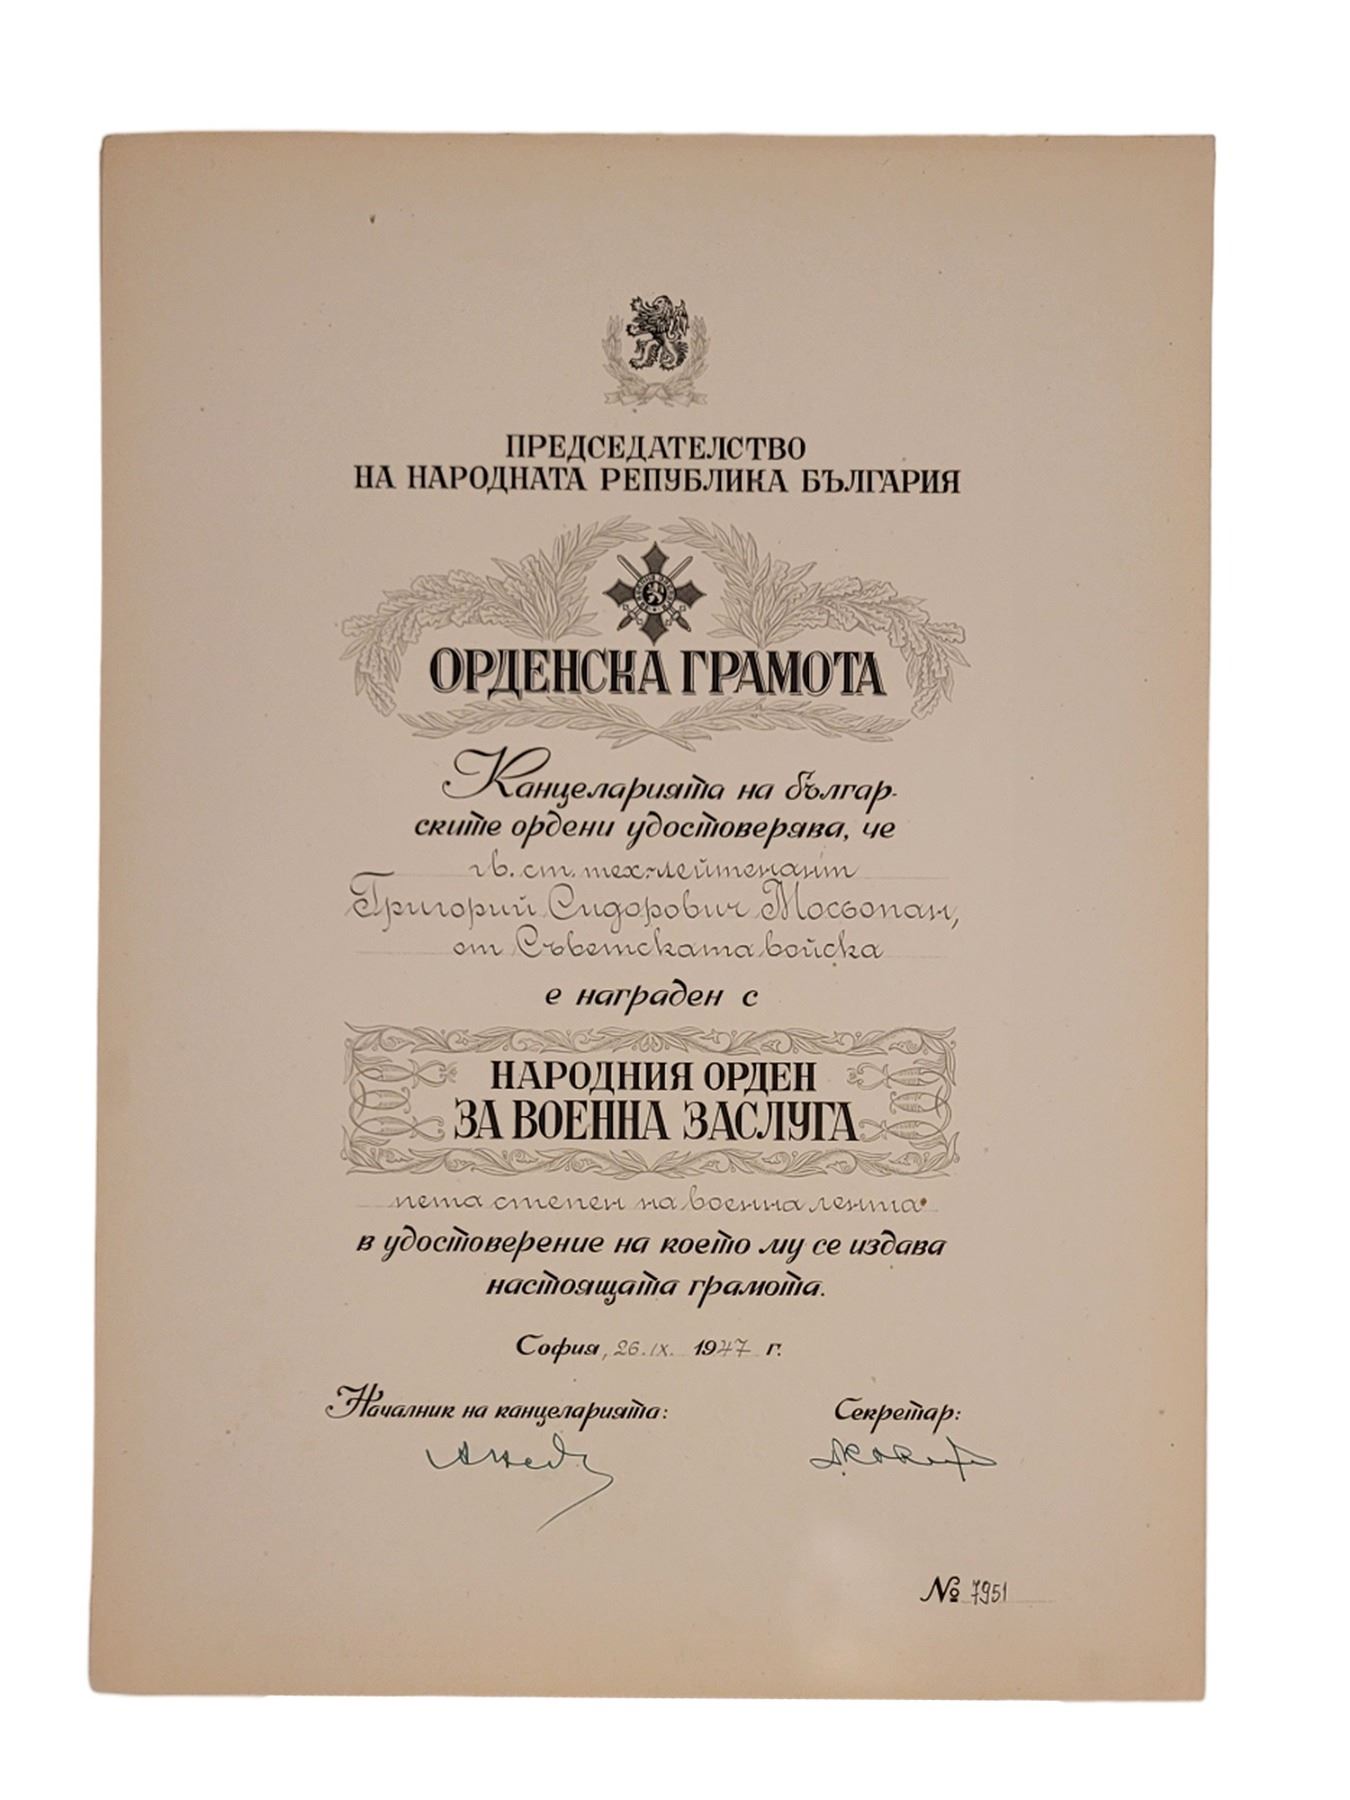 ПРЕДСЕДАТЕЛСТВО
НА НАРОДНАТА РЕПУБЛИКА БЪЛГАРИЯ
ОРДЕНСКА ГРАМОТА
Канцеларията на българ-
ските ордени удостоверява, че
гв. ст. тех-лейтенант
Григорий Сидорович Мосьопан,
от Съветската войска
е награден с
НАРОДНИЯ ОРДЕН
ЗА ВОЕННА ЗАСЛУГА
пета степен на военна лента
в удостоверение на което му се издава
настоящата грамота.
София, 26.IX. 1947 г.
Началник на канцеларията:
Секретар:
№ 7951